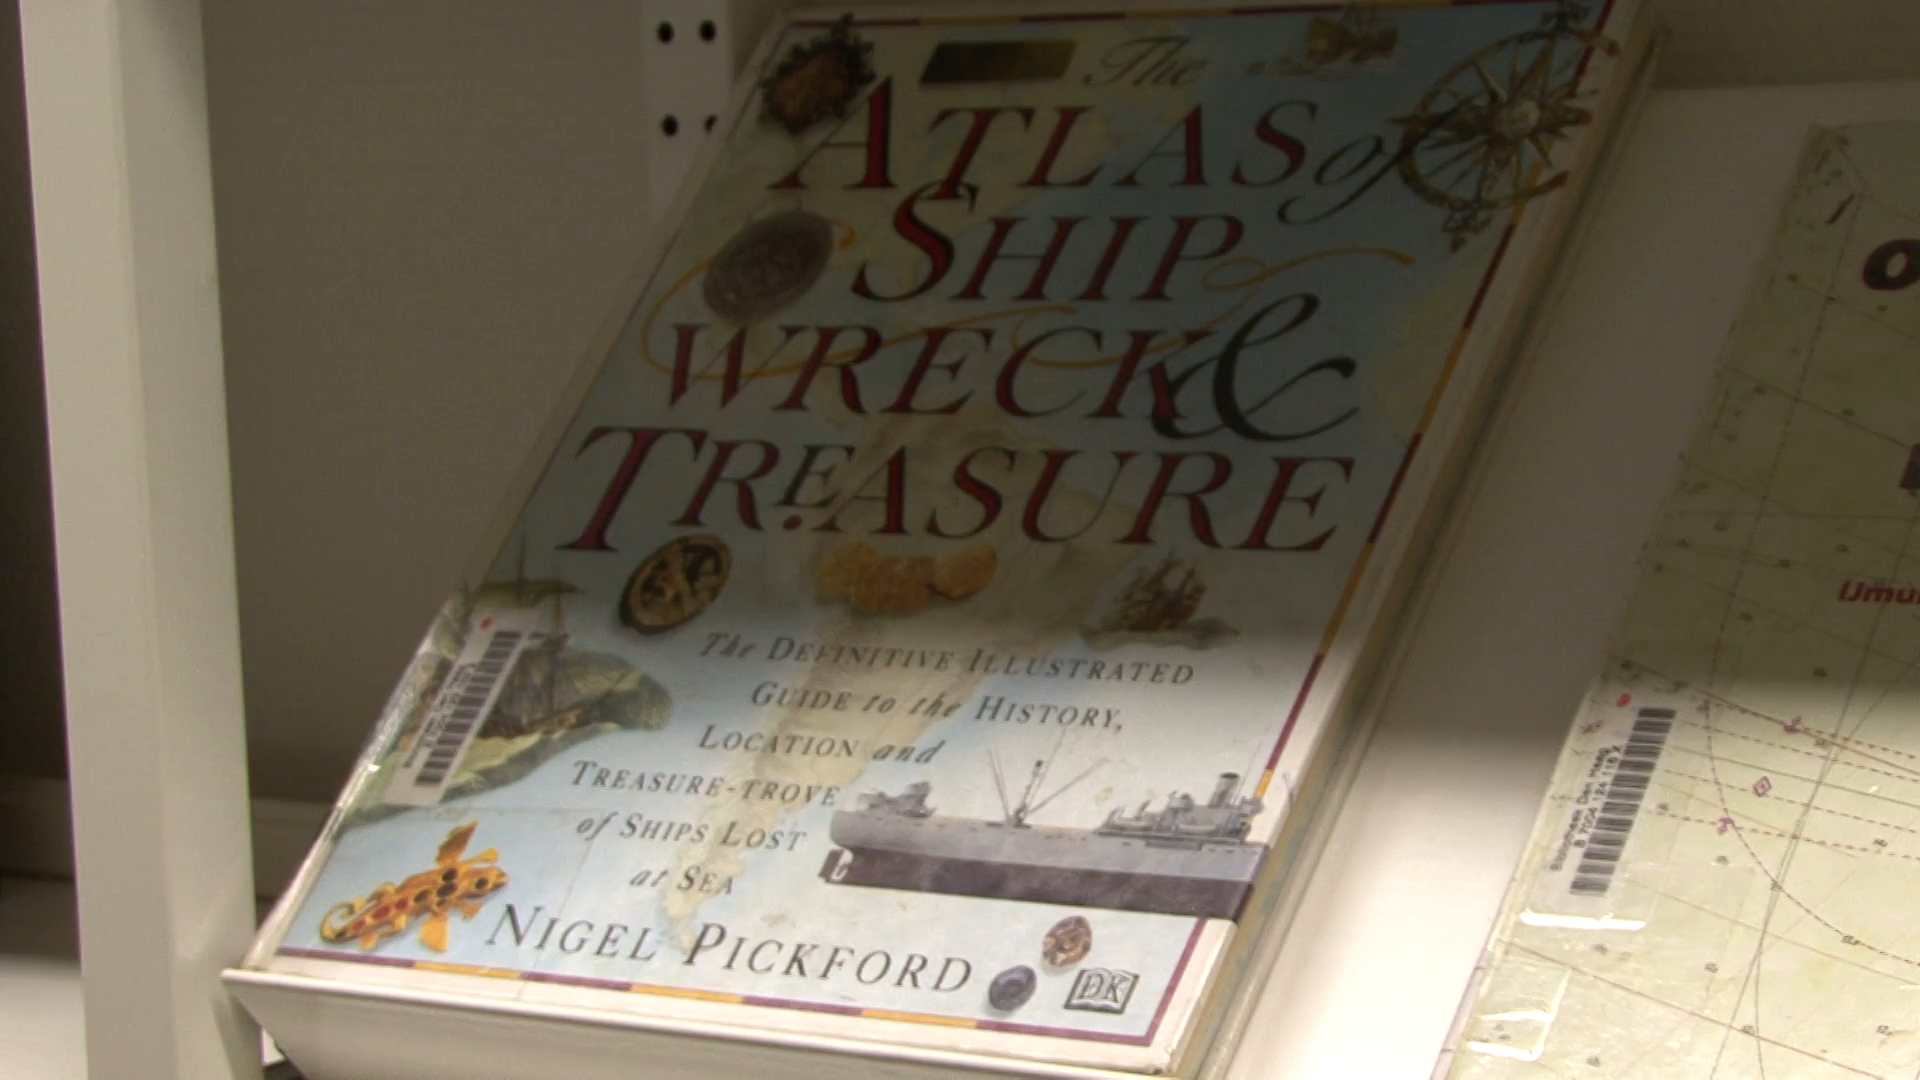 The
ATLAS of
SHIP
WRECK &
TREASURE
The DEFINITIVE ILLUSTRATED
GUIDE to the HISTORY,
LOCATION and
TREASURE-TROVE
of SHIPS LOST
at SEA
NIGEL PICKFORD
DK